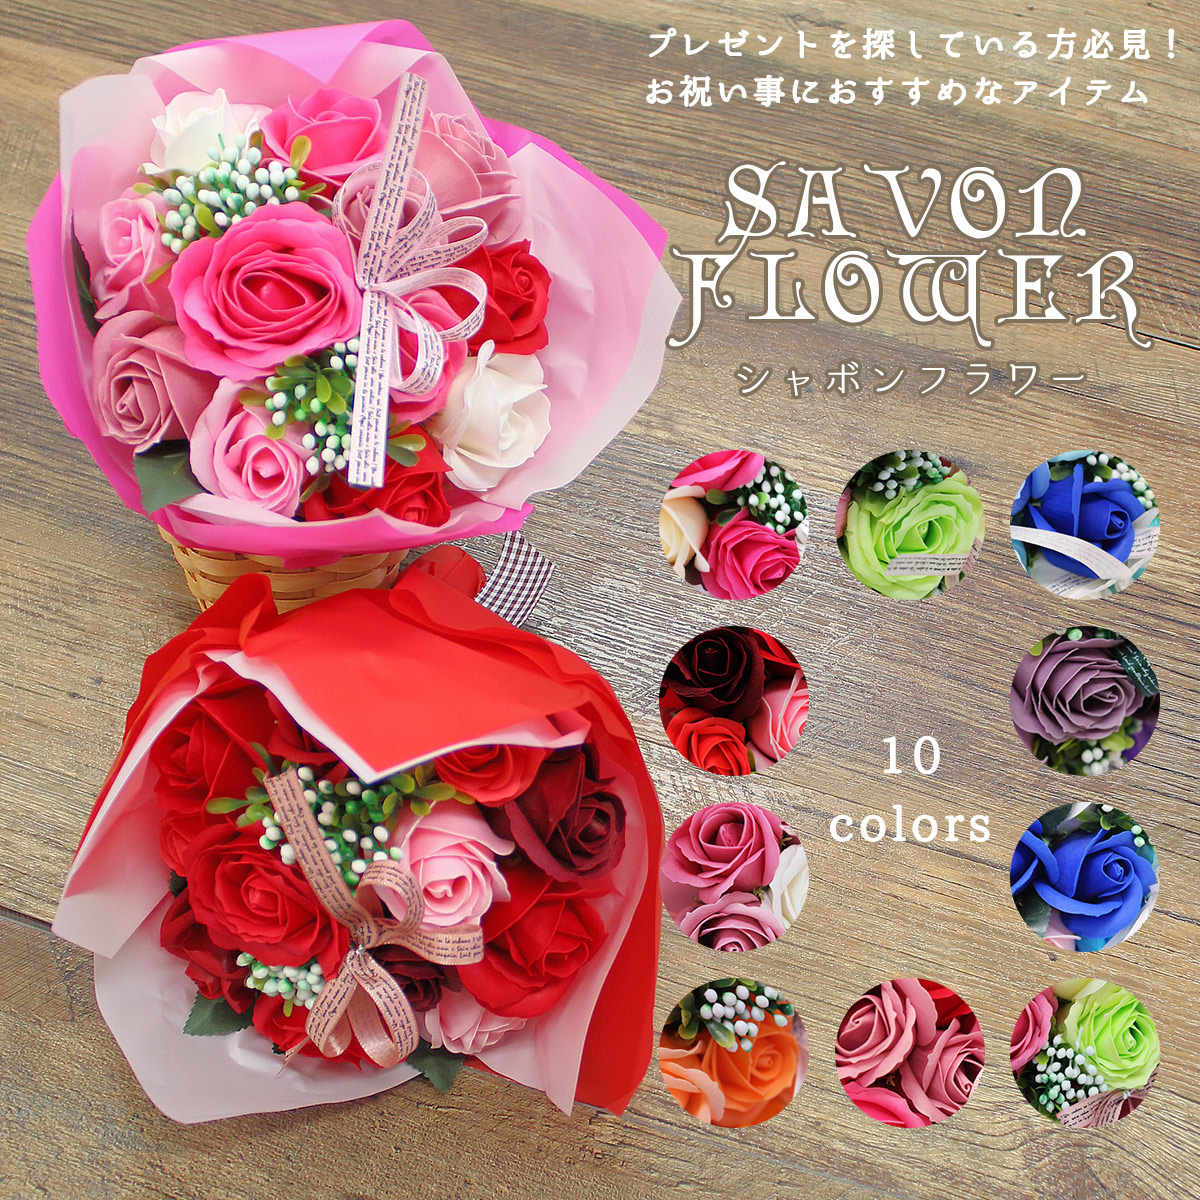 プレゼントを探している方必見！
お祝い事におすすめなアイテム
SAVON
FLOWER
シャボンフラワー
10
colors